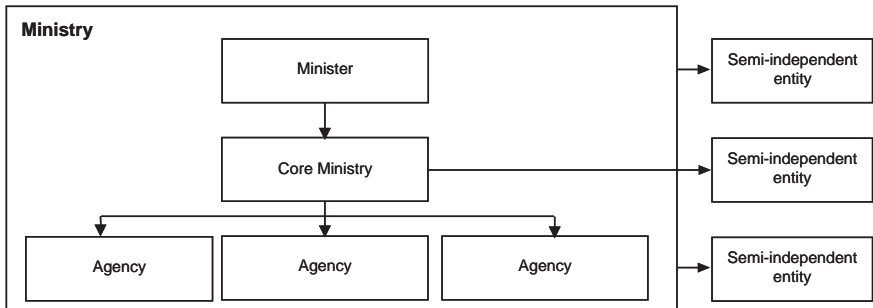 Ministry
Minister
Semi-independent
entity
Core Ministry
Semi-independent
entity
Agency
Agency
Agency
Semi-independent
entity